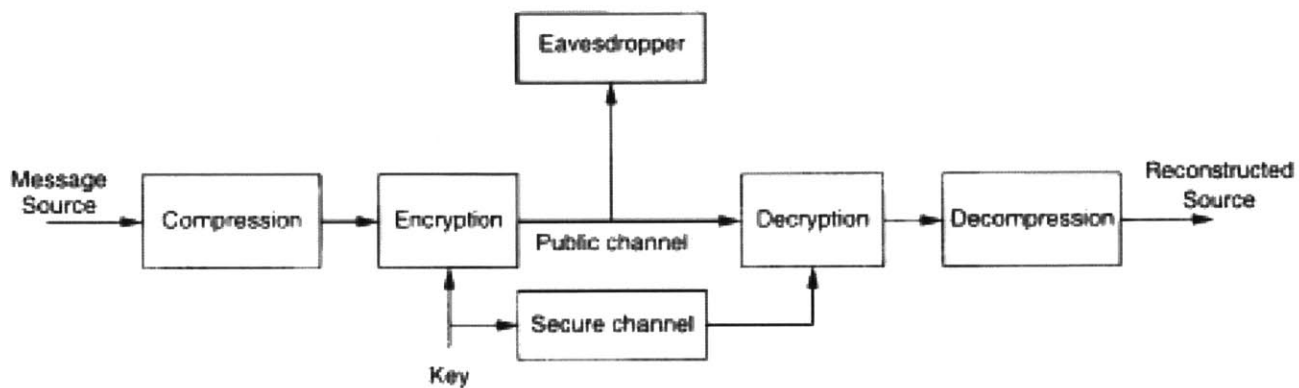 Eavesdropper
Message
Source
Compression
Encryption
Public channel
Decryption
Decompression
Reconstructed
Source
Secure channel
Key